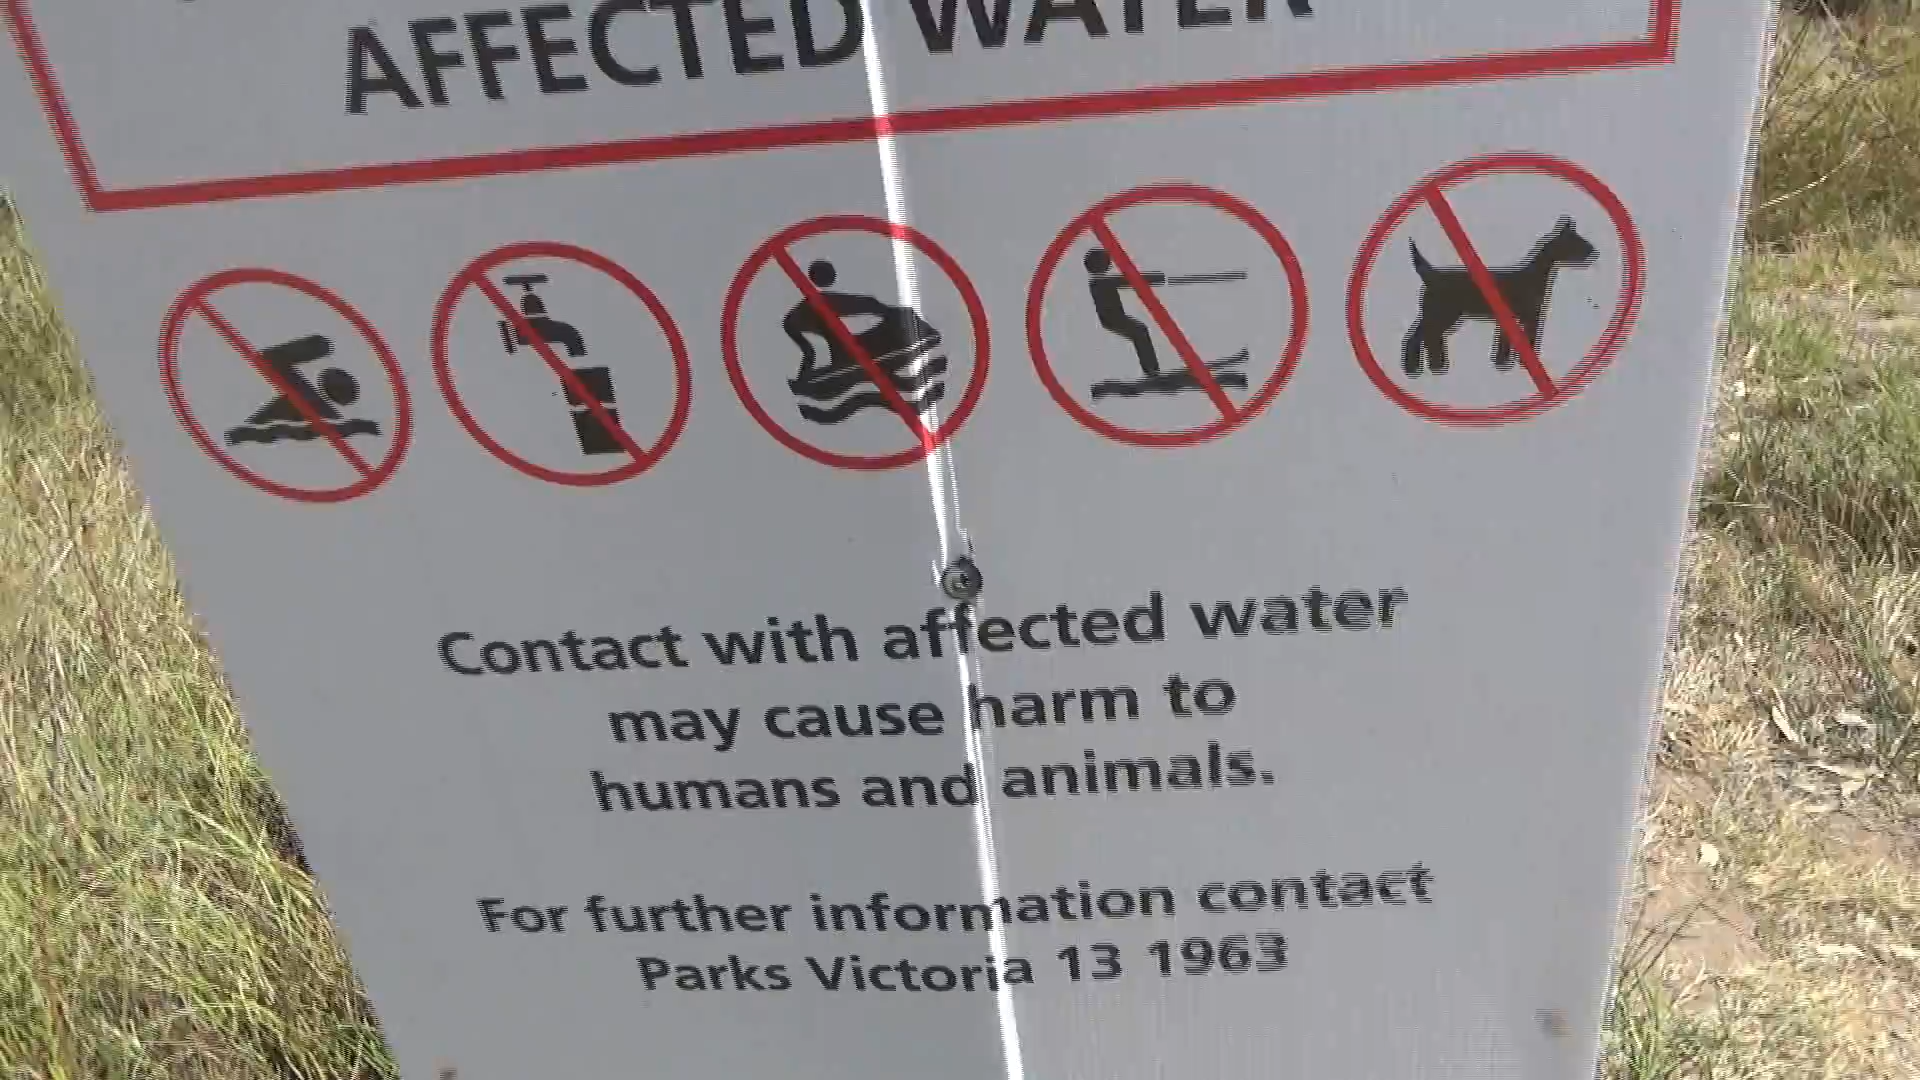 AFFECTED WATER
Contact with affected water
may cause harm to
humans and animals.
For further information contact
Parks Victoria 13 1963